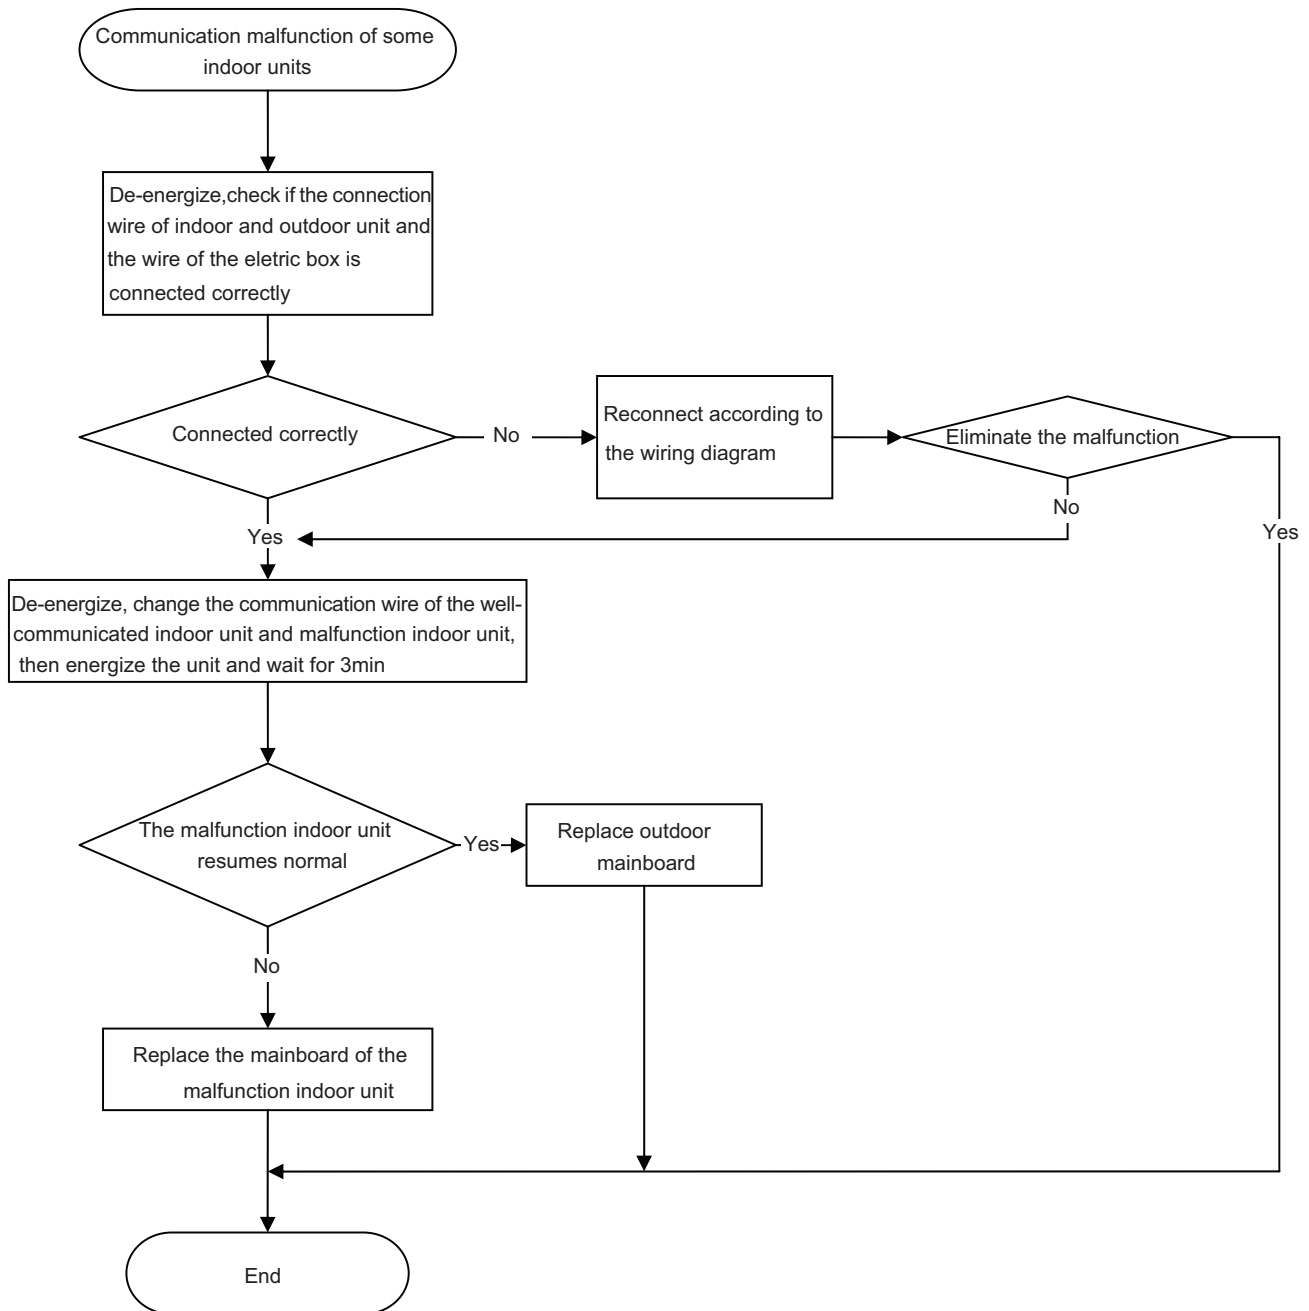 Communication malfunction of some
indoor units
De-energize,check if the connection
wire of indoor and outdoor unit and
the wire of the eletric box is
connected correctly
Connected correctly
No
Reconnect according to
the wiring diagram
Eliminate the malfunction
No
Yes
Yes
De-energize, change the communication wire of the well-
communicated indoor unit and malfunction indoor unit,
then energize the unit and wait for 3min
The malfunction indoor unit
resumes normal
Yes
Replace outdoor
mainboard
No
Replace the mainboard of the
malfunction indoor unit
End